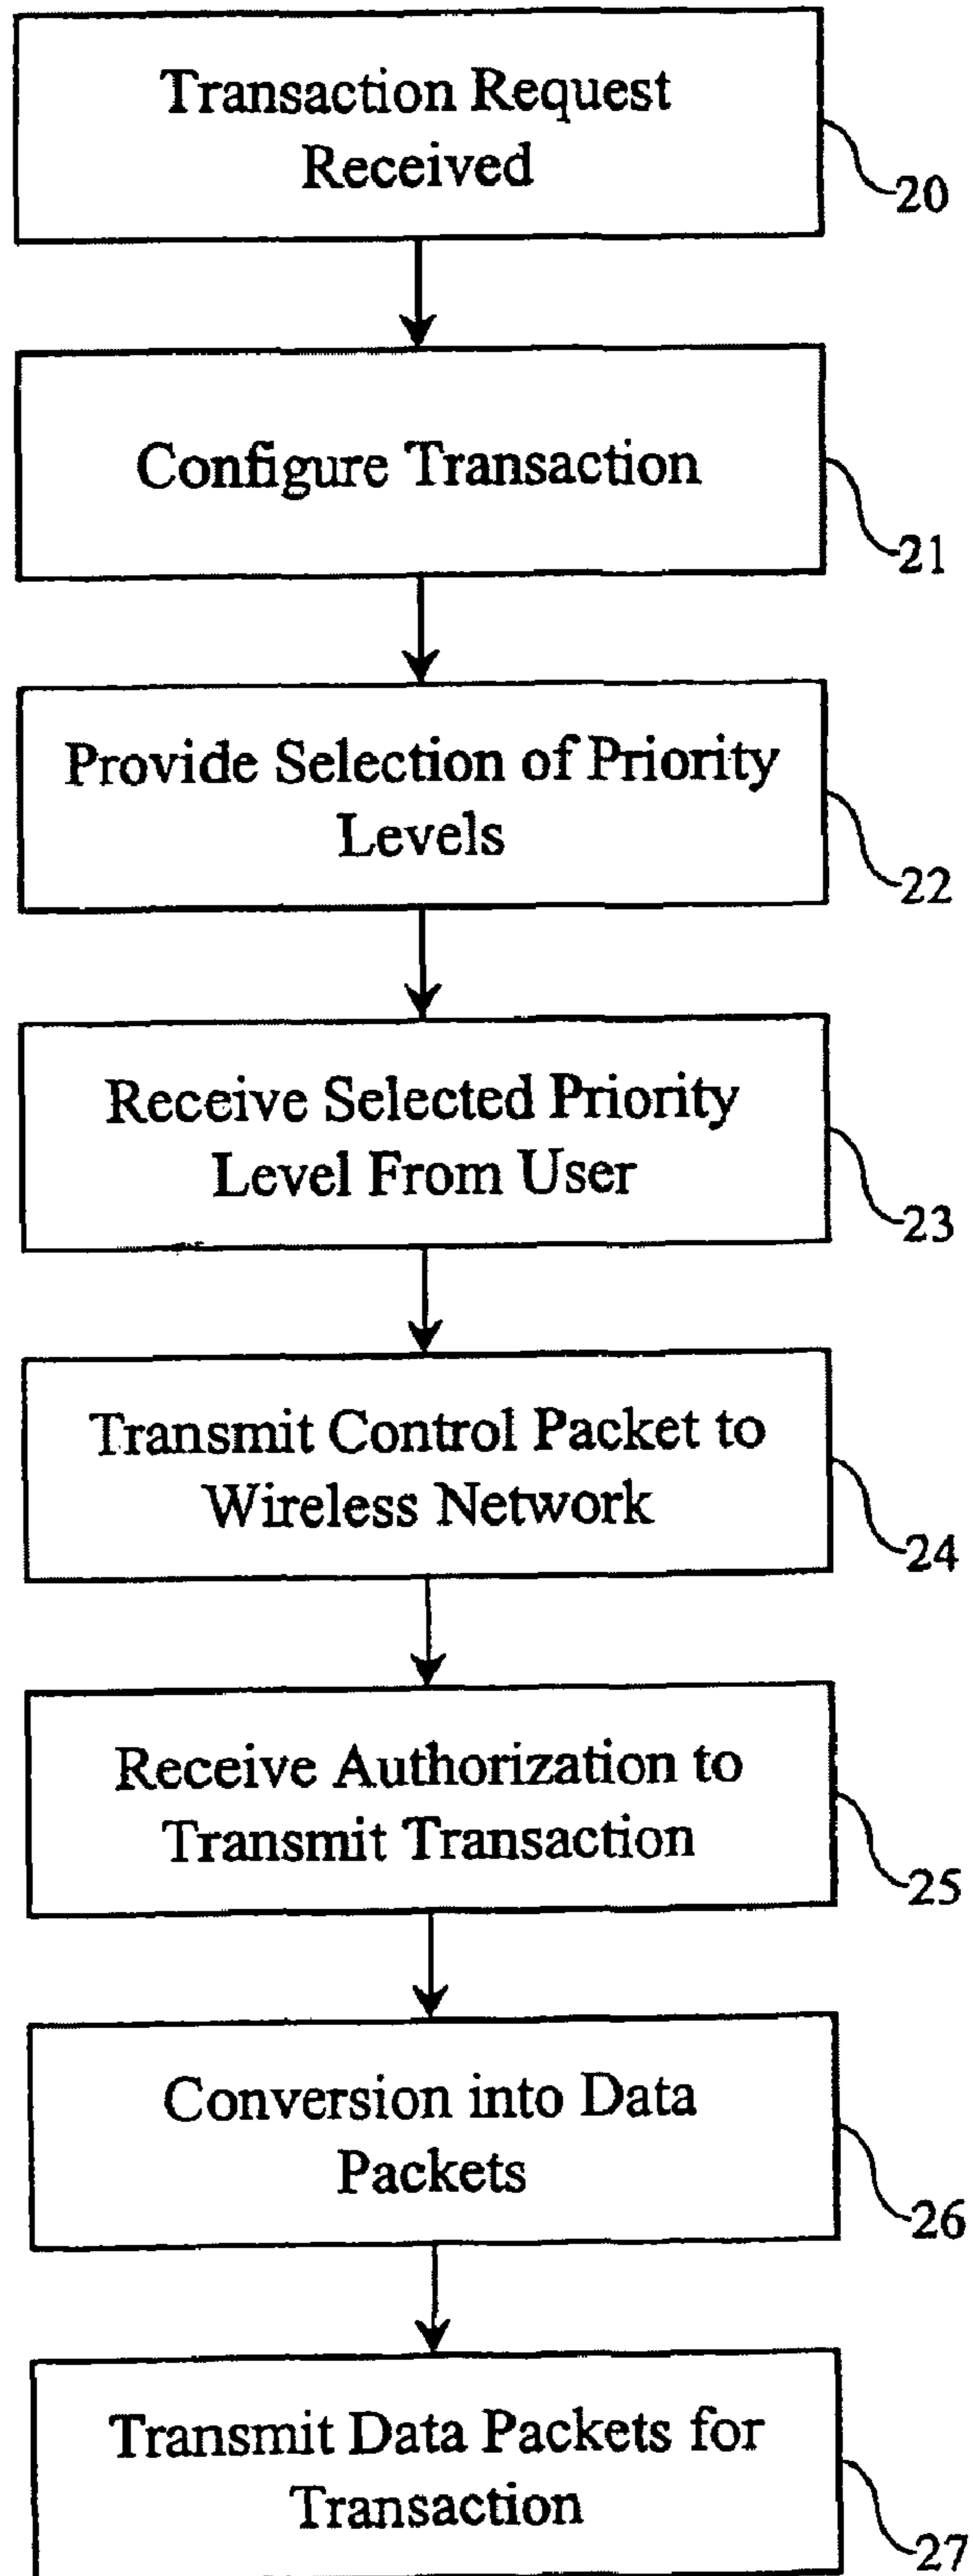 Transaction Request
Received
20
Configure Transaction
21
Provide Selection of Priority
Levels
22
Receive Selected Priority
Level From User
23
Transmit Control Packet to
Wireless Network
24
Receive Authorization to
Transmit Transaction
25
Conversion into Data
Packets
26
Transmit Data Packets for
Transaction
27